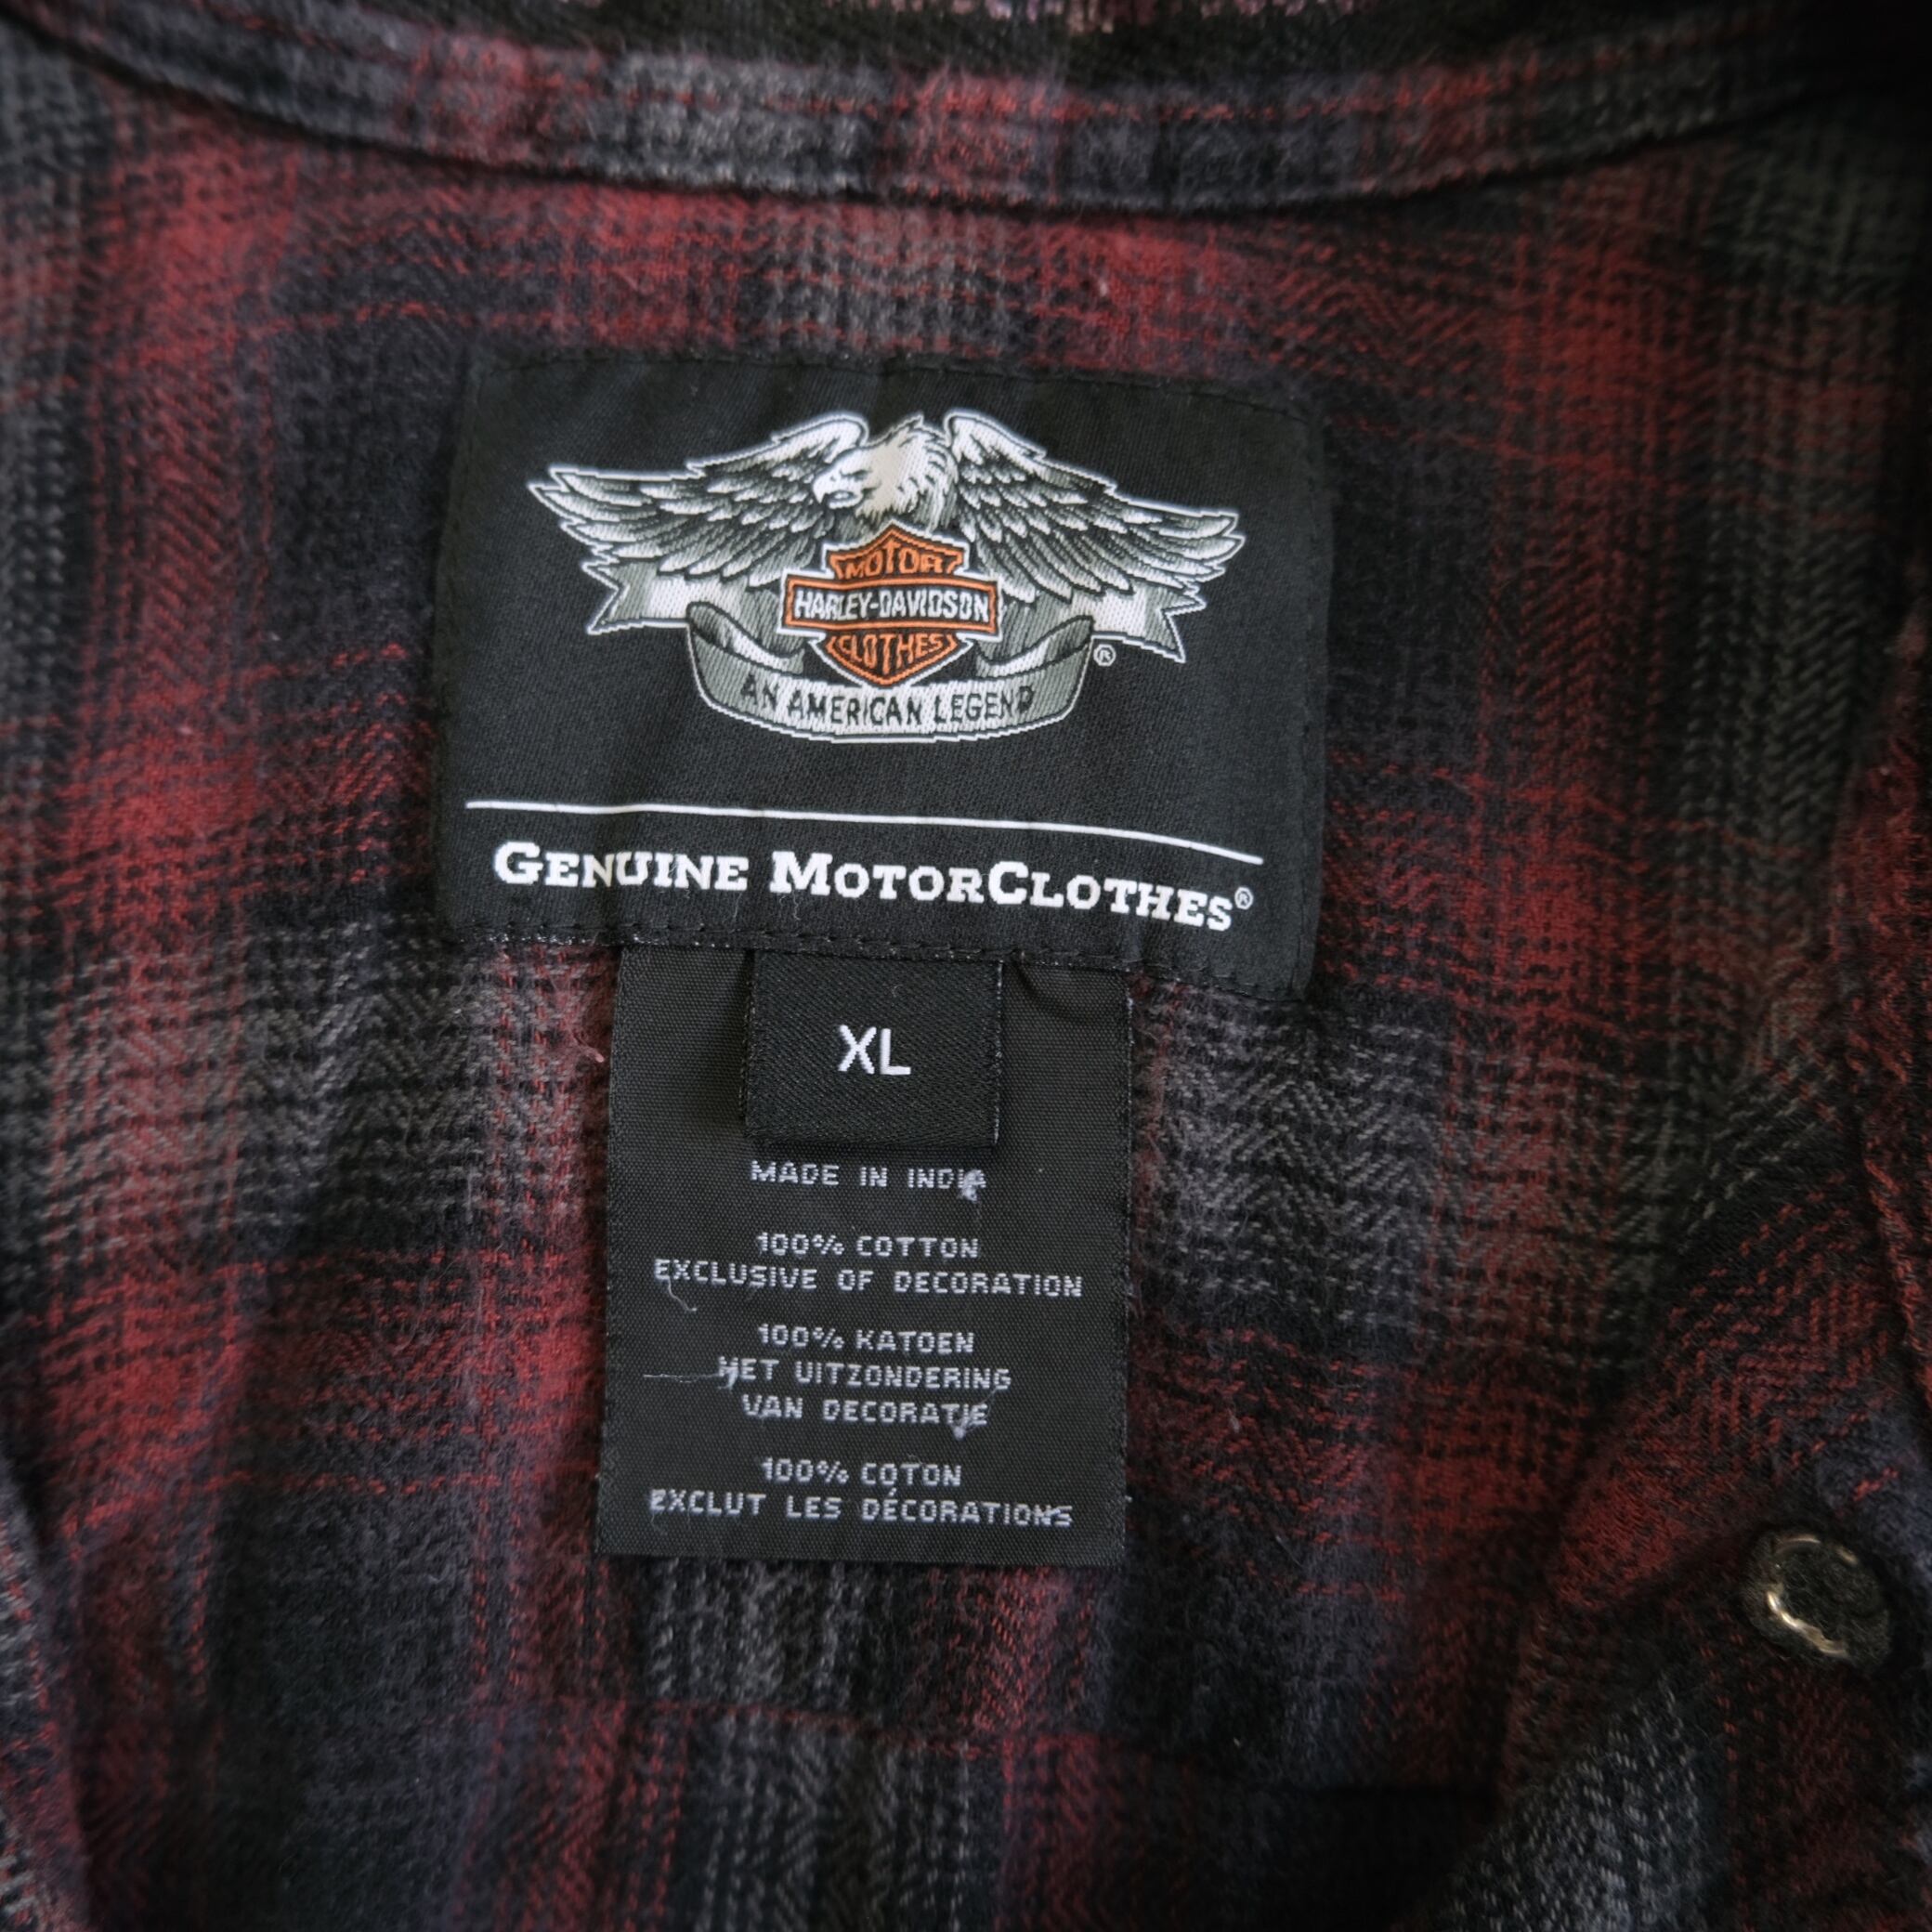 MOTOR
HARLEY-DAVIDSON
CLOTHES
®
AN AMERICAN LEGEND
GENUINE MOTORCLOTHES®
XL
MADE IN INDIA
100% COTTON
EXCLUSIVE OF DECORATION
100% KATOEN
MET UITZONDERING
VAN DECORATIE
100% COTON
EXCLUT LES DÉCORATIONS